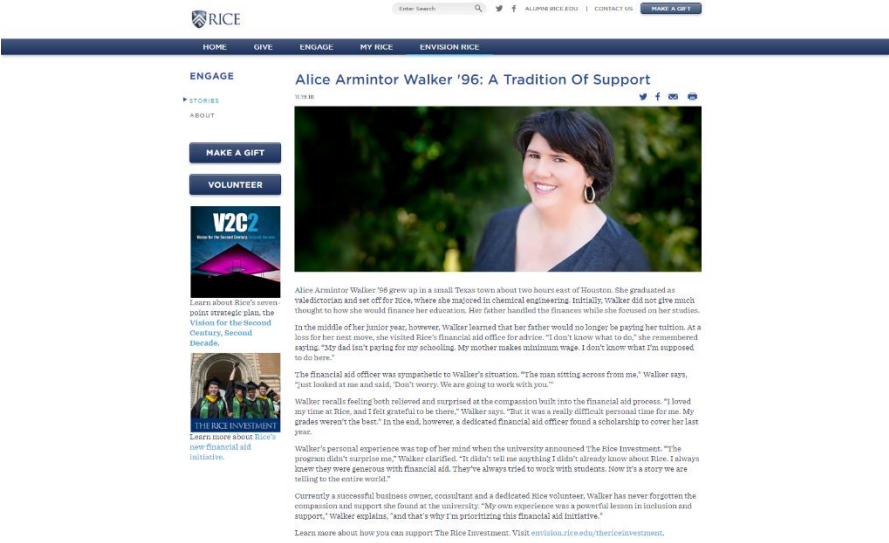 RICE
Enter Search
ALUMNI.RICE.EDU | CONTACT US
MAKE A GIFT
HOME GIVE ENGAGE MY RICE ENVISION RICE
ENGAGE
STORIES
ABOUT
MAKE A GIFT
VOLUNTEER
V2C2
Vision for the Second Century, Second Decade
Learn about Rice's seven-
point strategic plan, the
Vision for the Second
Century, Second
Decade.
THE RICE INVESTMENT
Learn more about Rice's
new financial aid
initiative.
Alice Armintor Walker '96: A Tradition Of Support
11.19.18
Alice Armintor Walker '96 grew up in a small Texas town about two hours east of Houston. She graduated as
valedictorian and set off for Rice, where she majored in chemical engineering. Initially, Walker did not give much
thought to how she would finance her education. Her father handled the finances while she focused on her studies.
In the middle of her junior year, however, Walker learned that her father would no longer be paying her tuition. At a
loss for her next move, she visited Rice's financial aid office for advice. "I don't know what to do," she remembered
saying. "My dad isn't paying for my schooling. My mother makes minimum wage. I don't know what I'm supposed
to do here."
The financial aid officer was sympathetic to Walker's situation. "The man sitting across from me," Walker says,
"just looked at me and said, 'Don't worry. We are going to work with you.'"
Walker recalls feeling both relieved and surprised at the compassion built into the financial aid process. "I loved
my time at Rice, and I felt grateful to be there," Walker says. "But it was a really difficult personal time for me. My
grades weren't the best." In the end, however, a dedicated financial aid officer found a scholarship to cover her last
year.
Walker's personal experience was top of her mind when the university announced The Rice Investment. "The
program didn't surprise me," Walker clarified. "It didn't tell me anything I didn't already know about Rice. I always
knew they were generous with financial aid. They've always tried to work with students. Now it's a story we are
telling to the entire world."
Currently a successful business owner, consultant and a dedicated Rice volunteer, Walker has never forgotten the
compassion and support she found at the university. "My own experience was a powerful lesson in inclusion and
support," Walker explains, "and that's why I'm prioritizing this financial aid initiative."
Learn more about how you can support The Rice Investment. Visit envision.rice.edu/thericeinvestment.